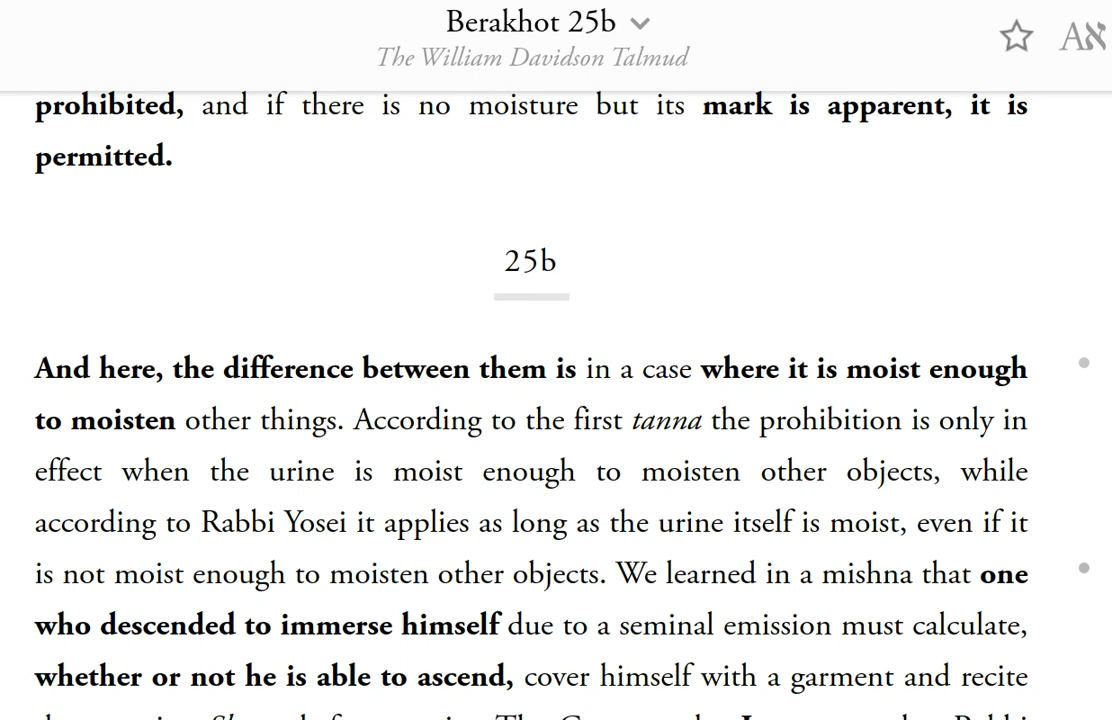 Berakhot 25b
The William Davidson Talmud
Aא
prohibited, and if there is no moisture but its mark is apparent, it is
permitted.
25b
And here, the difference between them is in a case where it is moist enough
to moisten other things. According to the first tanna the prohibition is only in
effect when the urine is moist enough to moisten other objects, while
according to Rabbi Yosei it applies as long as the urine itself is moist, even if it
is not moist enough to moisten other objects. We learned in a mishna that one
who descended to immerse himself due to a seminal emission must calculate,
whether or not he is able to ascend, cover himself with a garment and recite